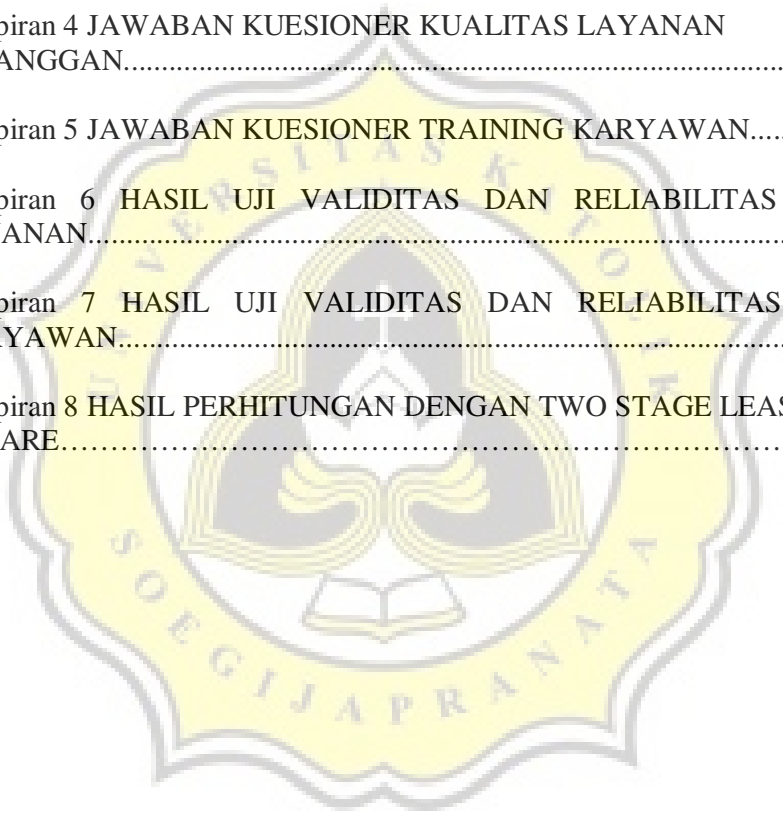 piran 4 JAWABAN KUESIONER KUALITAS LAYANAN
ANGGAN..............................................................................................
piran 5 JAWABAN KUESIONER TRAINING KARYAWAN.....
piran 6 HASIL UJI VALIDITAS DAN RELIABILITAS
ANAN..................................................................................................
piran 7 HASIL UJI VALIDITAS DAN RELIABILITAS
YAWAN..............................................................................................
piran 8 HASIL PERHITUNGAN DENGAN TWO STAGE LEAS
ARE……………………………………………………………………
UNIVERSITAS KATOLIK
SOEGIJAPRANATA